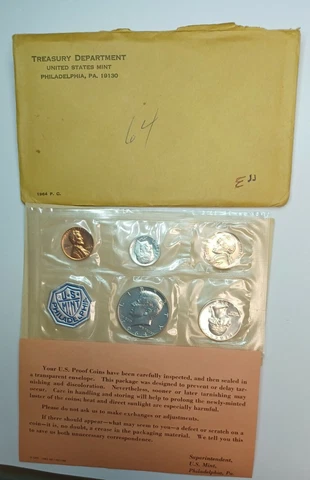 TREASURY DEPARTMENT
UNITED STATES MINT
PHILADELPHIA, PA. 19130
64
1964 P. C.
U.S.
MINT
PHILADELPHIA
Your U.S. Proof Coins have been carefully inspected, and then sealed in
a transparent envelope. This package was designed to prevent or delay tar-
nishing and discoloration. Nevertheless, sooner or later tarnishing may
occur. Care in handling and storing will help to prolong the newly-minted
luster of the coins; heat and direct sunlight are especially harmful.
Please do not ask us to make exchanges or adjustments.
If there should appear—what may seem to you—a defect or scratch on a
coin—it is, no doubt, a crease in the packaging material. We tell you this
to save us both unnecessary correspondence.
Superintendent,
U.S. Mint,
Philadelphia, Pa.